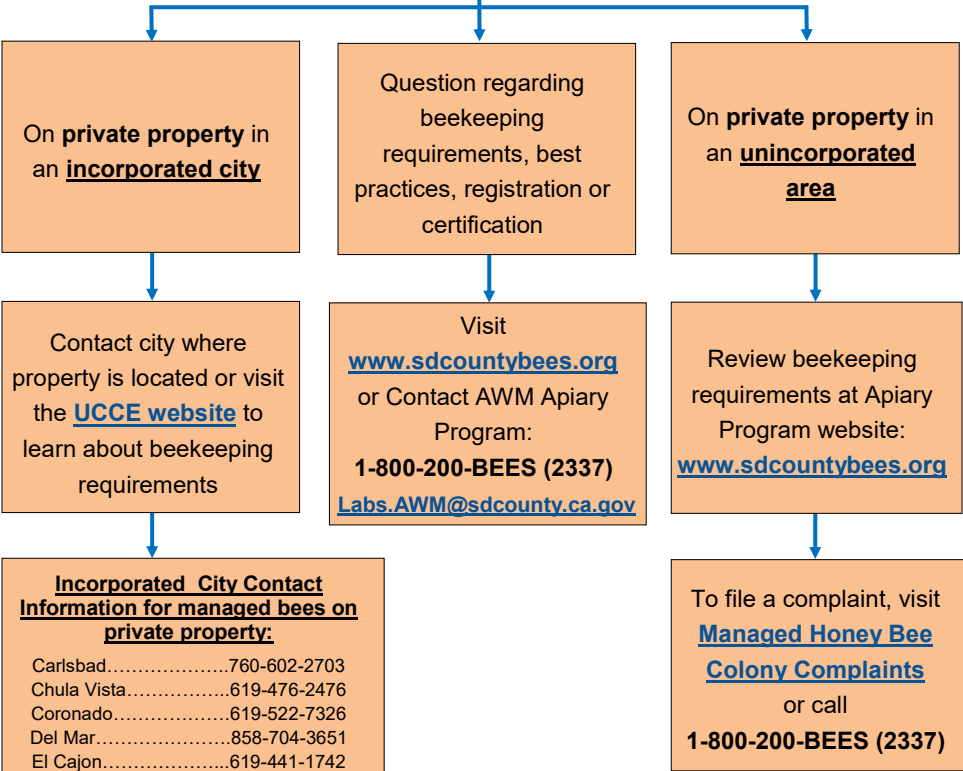 On private property in
an incorporated city
Question regarding
beekeeping
requirements, best
practices, registration or
certification
On private property in
an unincorporated
area
Contact city where
property is located or visit
the UCCE website to
learn about beekeeping
requirements
Visit
www.sdcountybees.org
or Contact AWM Apiary
Program:
1-800-200-BEES (2337)
Labs.AWM@sdcounty.ca.gov
Review beekeeping
requirements at Apiary
Program website:
www.sdcountybees.org
Incorporated City Contact
Information for managed bees on
private property:
Carlsbad………………..760-602-2703
Chula Vista……………..619-476-2476
Coronado……………….619-522-7326
Del Mar………………….858-704-3651
El Cajon………………...619-441-1742
To file a complaint, visit
Managed Honey Bee
Colony Complaints
or call
1-800-200-BEES (2337)